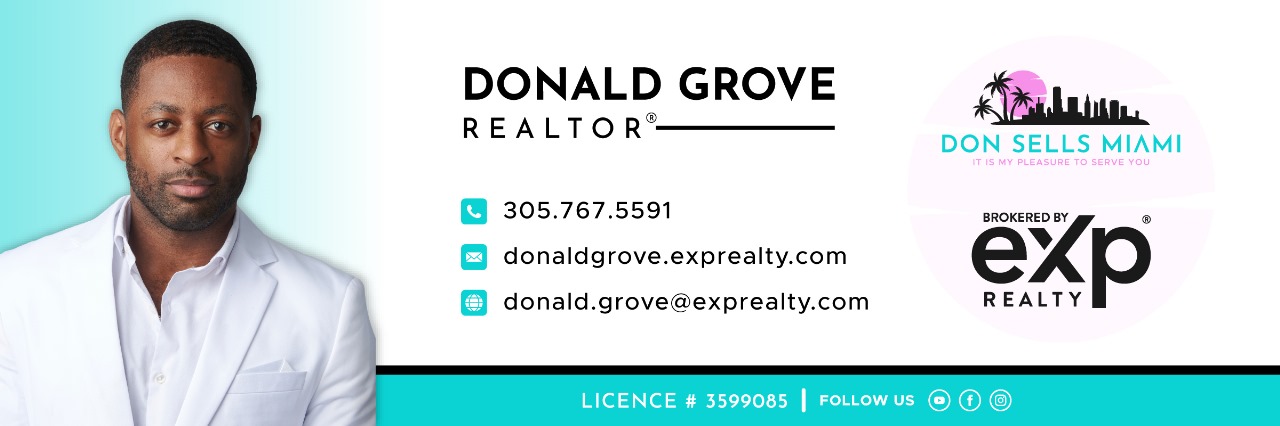 DONALD GROVE
REALTOR®
305.767.5591
donaldgrove.exprealty.com
donald.grove@exprealty.com
DON SELLS MIAMI
IT IS MY PLEASURE TO SERVE YOU
BROKERED BY
eXp®
REALTY
LICENCE # 3599085 | FOLLOW US